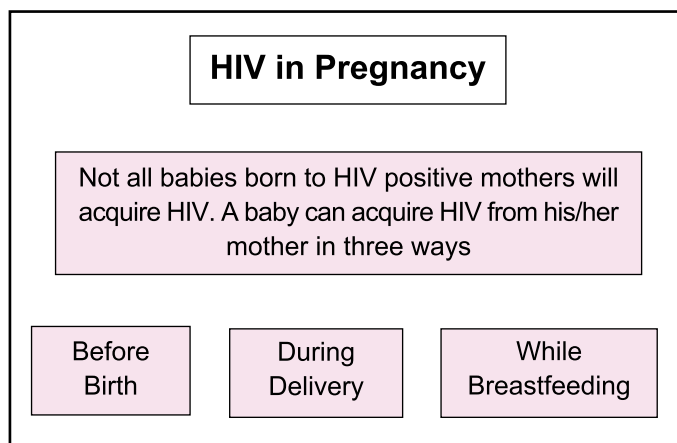 HIV in Pregnancy
Not all babies born to HIV positive mothers will
acquire HIV. A baby can acquire HIV from his/her
mother in three ways
Before
Birth
During
Delivery
While
Breastfeeding